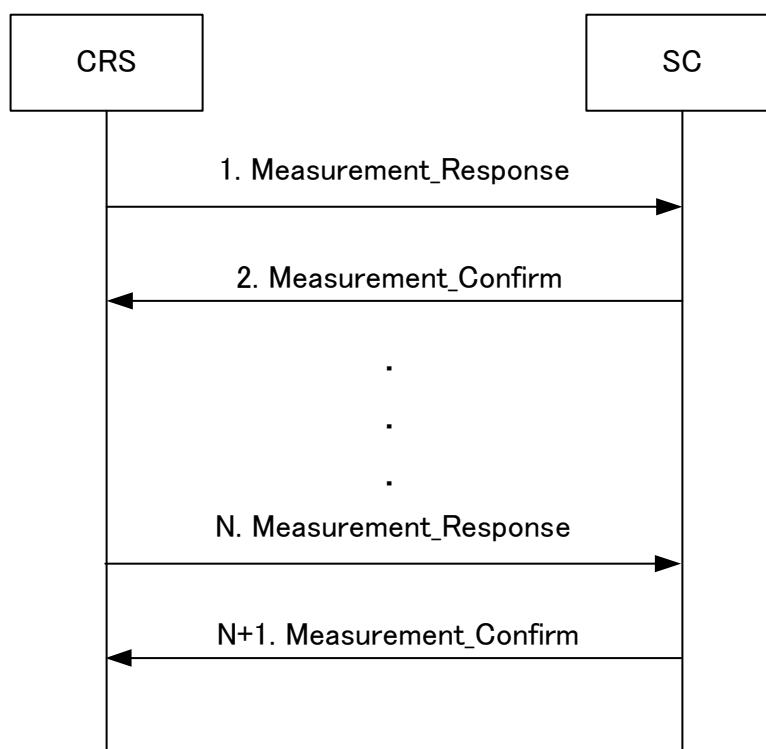 CRS
SC
1. Measurement_Response
2. Measurement_Confirm
.
.
.
N. Measurement_Response
N+1. Measurement_Confirm